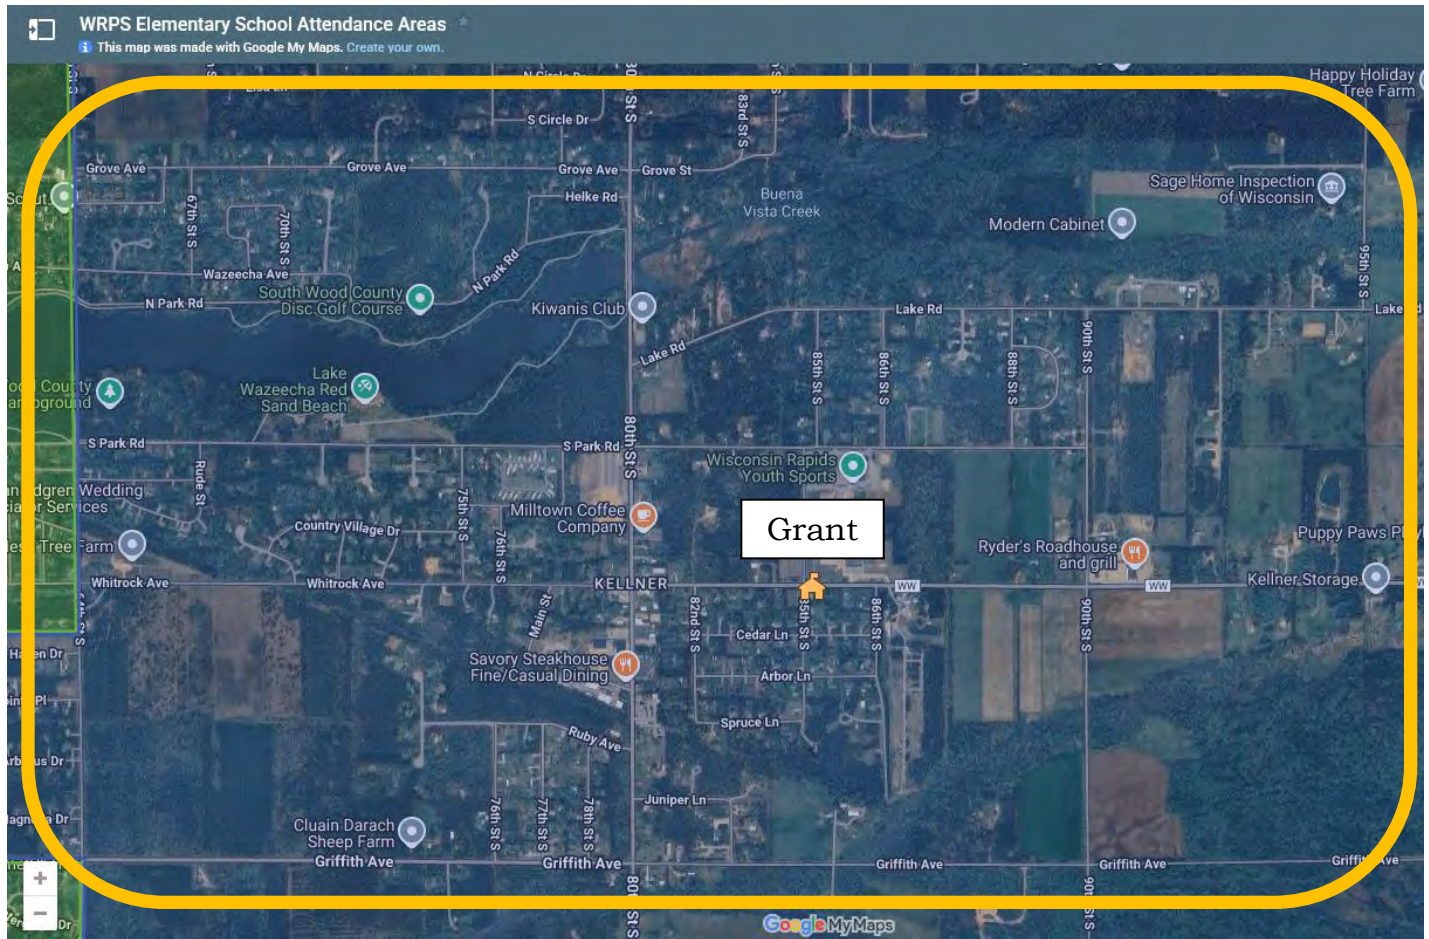 WRPS Elementary School Attendance Areas
This map was made with Google My Maps. Create your own.
Happy Holiday
Tree Farm
S Circle Dr
83rd St S
Grove Ave
Grove Ave
Grove Ave
Grove St
Helke Rd
Buena
Vista Creek
Sage Home Inspection
of Wisconsin
Modern Cabinet
67th St S
70th St S
95th St S
Wazeecha Ave
N Park Rd
N Park Rd
South Wood County
Disc Golf Course
Kiwanis Club
Lake Rd
Lake
Lake Rd
90th St S
Lake
Wazeecha Red
Sand Beach
85th St S
86th St S
88th St S
80th St S
S Park Rd
S Park Rd
Rude St
Wisconsin Rapids
Youth Sports
Wedding
Services
75th St S
Milltown Coffee
Company
Country Village Dr
76th St S
Grant
Ryder's Roadhouse
and grill
Puppy Paws
Tree Farm
Whitrock Ave
Whitrock Ave
KELLNER
WW
WW
Kellner Storage
Main St
82nd St S
85th St S
86th St S
90th St S
Cedar Ln
Savory Steakhouse
Fine/Casual Dining
Arbor Ln
Spruce Ln
Ruby Ave
Juniper Ln
76th St S
77th St S
78th St S
Cluain Darach
Sheep Farm
Griffith Ave
Griffith Ave
Griffith Ave
Griffith Ave
+
−
Google My Maps